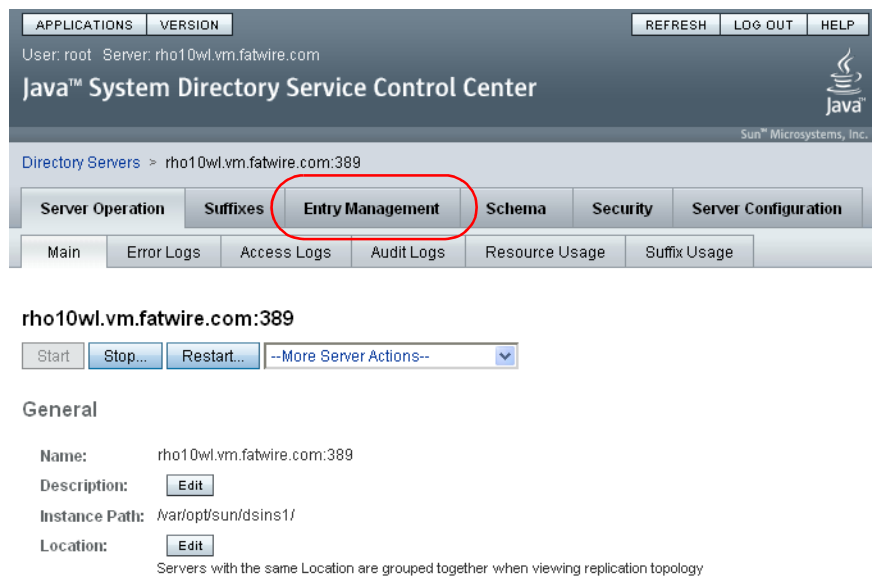 APPLICATIONS VERSION REFRESH LOG OUT HELP
User: root Server: rho10wl.vm.fatwire.com
Java™ System Directory Service Control Center
Java™
Sun™ Microsystems, Inc.
Directory Servers > rho10wl.vm.fatwire.com:389
Server Operation Suffixes Entry Management Schema Security Server Configuration
Main Error Logs Access Logs Audit Logs Resource Usage Suffix Usage
rho10wl.vm.fatwire.com:389
Start Stop... Restart... --More Server Actions--
General
Name: rho10wl.vm.fatwire.com:389
Description: Edit
Instance Path: /var/opt/sun/dsins1/
Location: Edit
Servers with the same Location are grouped together when viewing replication topology